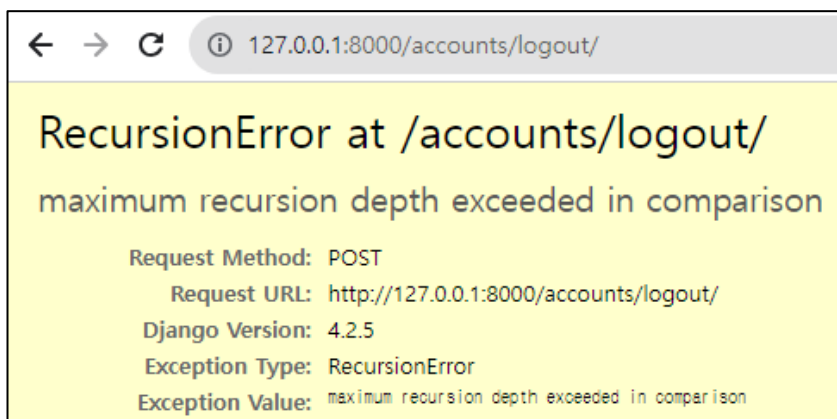 127.0.0.1:8000/accounts/logout/
RecursionError at /accounts/logout/
maximum recursion depth exceeded in comparison
Request Method: POST
Request URL: http://127.0.0.1:8000/accounts/logout/
Django Version: 4.2.5
Exception Type: RecursionError
Exception Value: maximum recursion depth exceeded in comparison